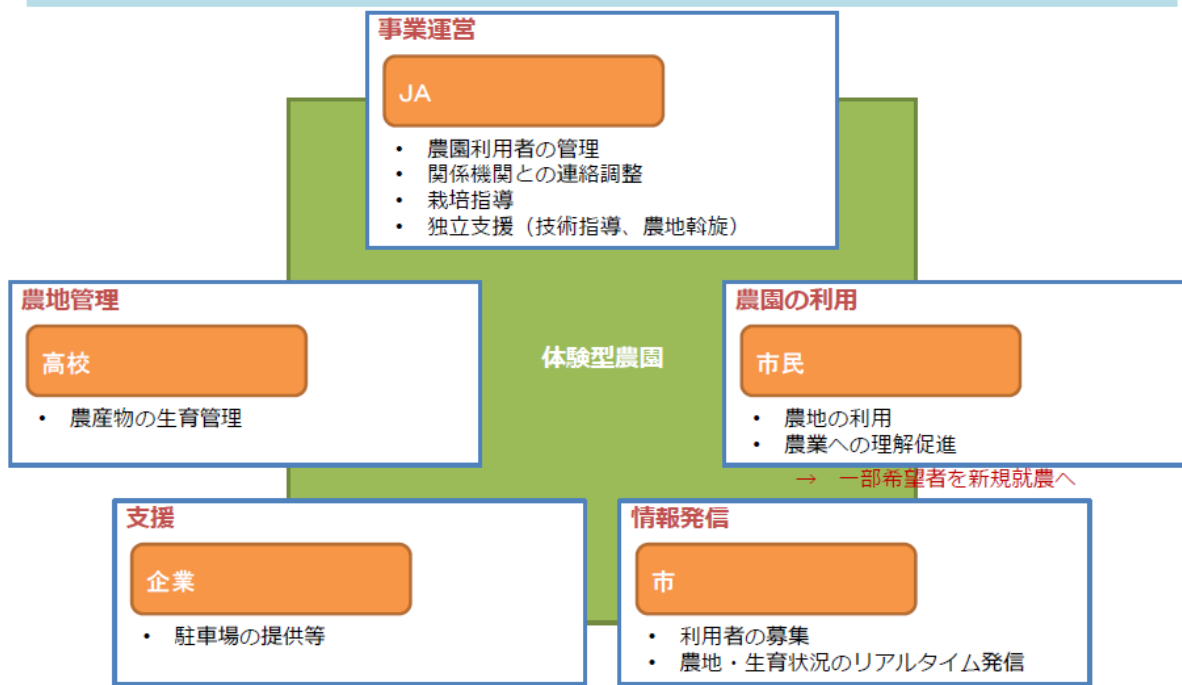 事業運営
JA
• 農園利用者の管理
• 関係機関との連絡調整
• 栽培指導
• 独立支援（技術指導、農地斡旋）
農地管理
高校
• 農産物の生育管理
体験型農園
農園の利用
市民
• 農地の利用
• 農業への理解促進
→ 一部希望者を新規就農へ
支援
企業
• 駐車場の提供等
情報発信
市
• 利用者の募集
• 農地・生育状況のリアルタイム発信